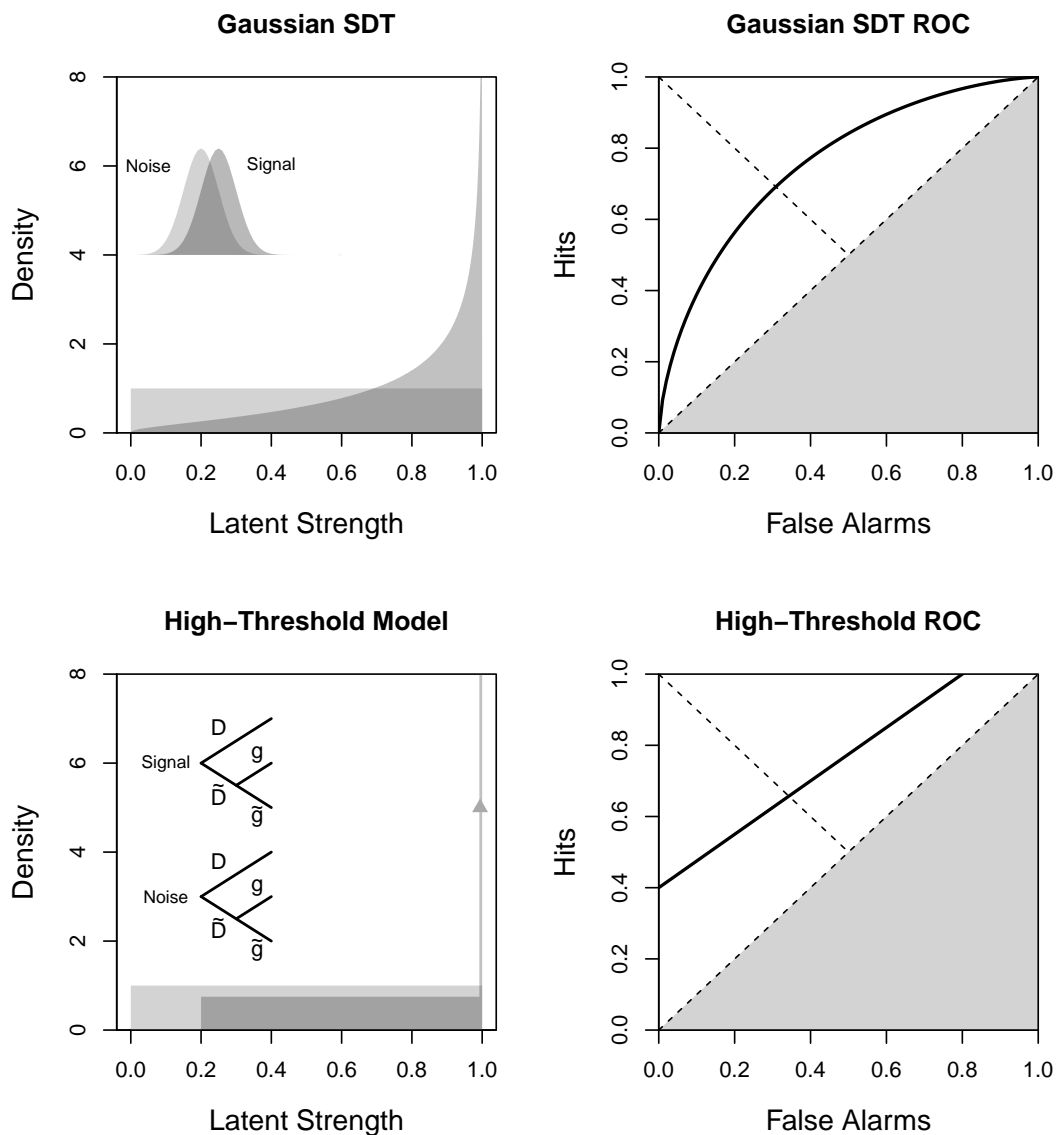 Gaussian SDT
Density
0 2 4 6 8
Noise
Signal
0.0 0.2 0.4 0.6 0.8 1.0
Latent Strength
Gaussian SDT ROC
Hits
0.0 0.2 0.4 0.6 0.8 1.0
0.0 0.2 0.4 0.6 0.8 1.0
False Alarms
High−Threshold Model
Density
0 2 4 6 8
D
Signal
g
D̃
g̃
D
Noise
g
D̃
g̃
0.0 0.2 0.4 0.6 0.8 1.0
Latent Strength
High−Threshold ROC
Hits
0.0 0.2 0.4 0.6 0.8 1.0
0.0 0.2 0.4 0.6 0.8 1.0
False Alarms